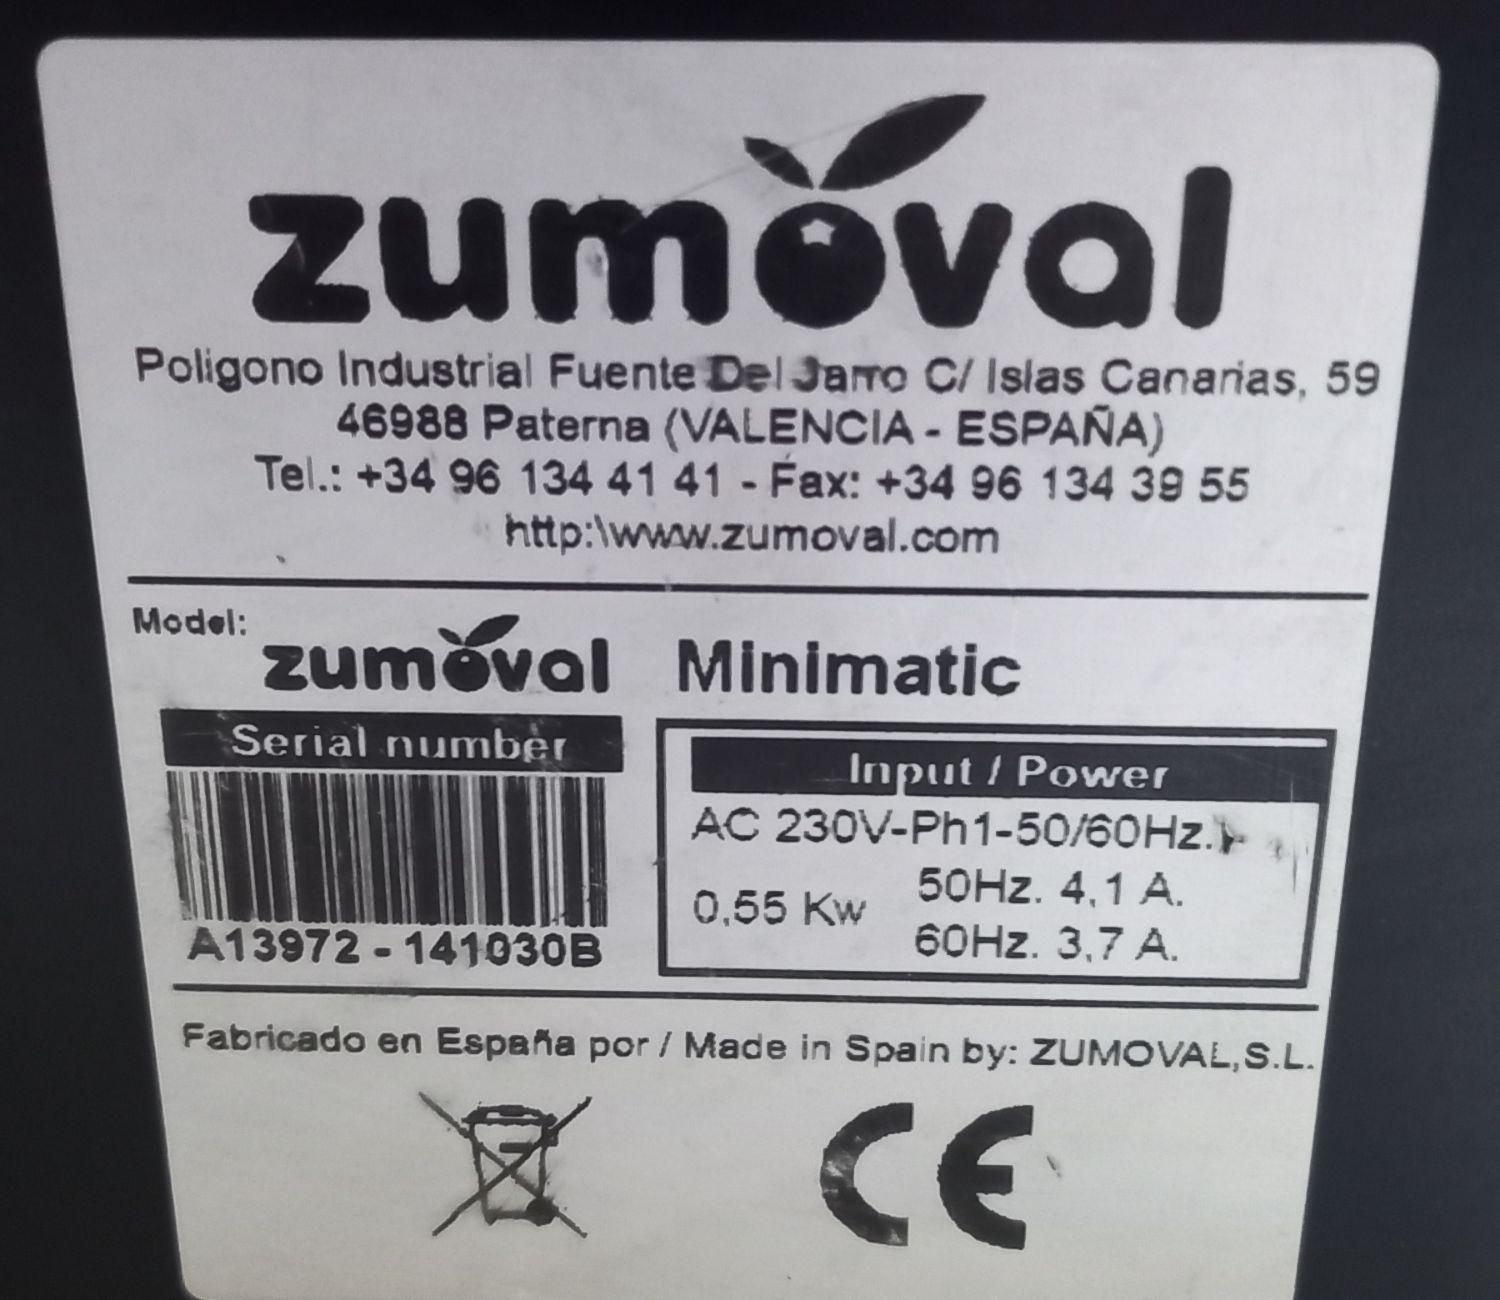 zumoval
Poligono Industrial Fuente Del Jarro C/ Islas Canarias, 59
46988 Paterna (VALENCIA - ESPAÑA)
Tel.: +34 96 134 41 41 - Fax: +34 96 134 39 55
http:\www.zumoval.com
Model:
zumoval Minimatic
Serial number
A13972 - 141030B
Input / Power
AC 230V-Ph1-50/60Hz.
0,55 Kw
50Hz. 4,1 A.
60Hz. 3,7 A.
Fabricado en España por / Made in Spain by: ZUMOVAL,S.L.
CE